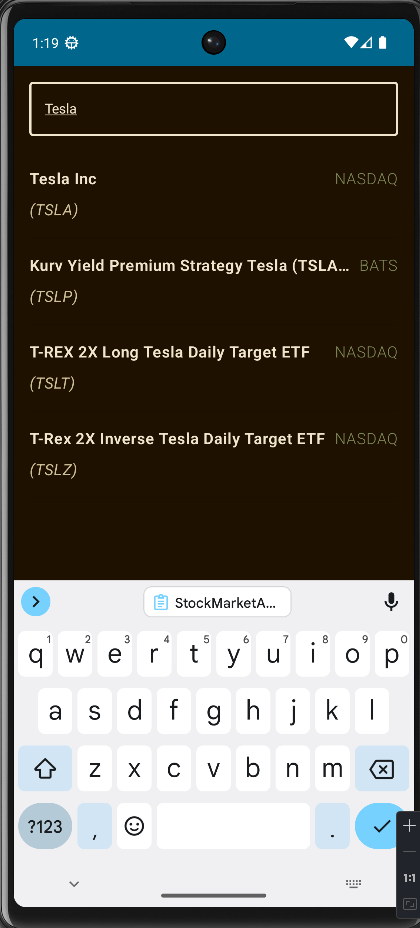 1:19
Tesla
Tesla Inc NASDAQ
(TSLA)
Kurv Yield Premium Strategy Tesla (TSLA... BATS
(TSLP)
T-REX 2X Long Tesla Daily Target ETF NASDAQ
(TSLT)
T-Rex 2X Inverse Tesla Daily Target ETF NASDAQ
(TSLZ)
StockMarketA...
1 2 3 4 5 6 7 8 9 0
q w e r t y u i o p
a s d f g h j k l
z x c v b n m
?123 , .
1:1